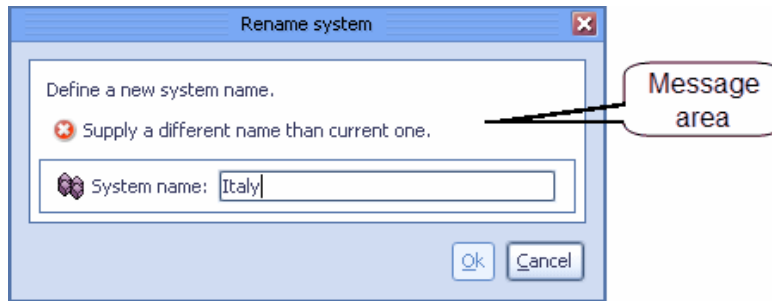 Rename system
Define a new system name.
Supply a different name than current one.
System name: Italy
Ok Cancel
Message
area